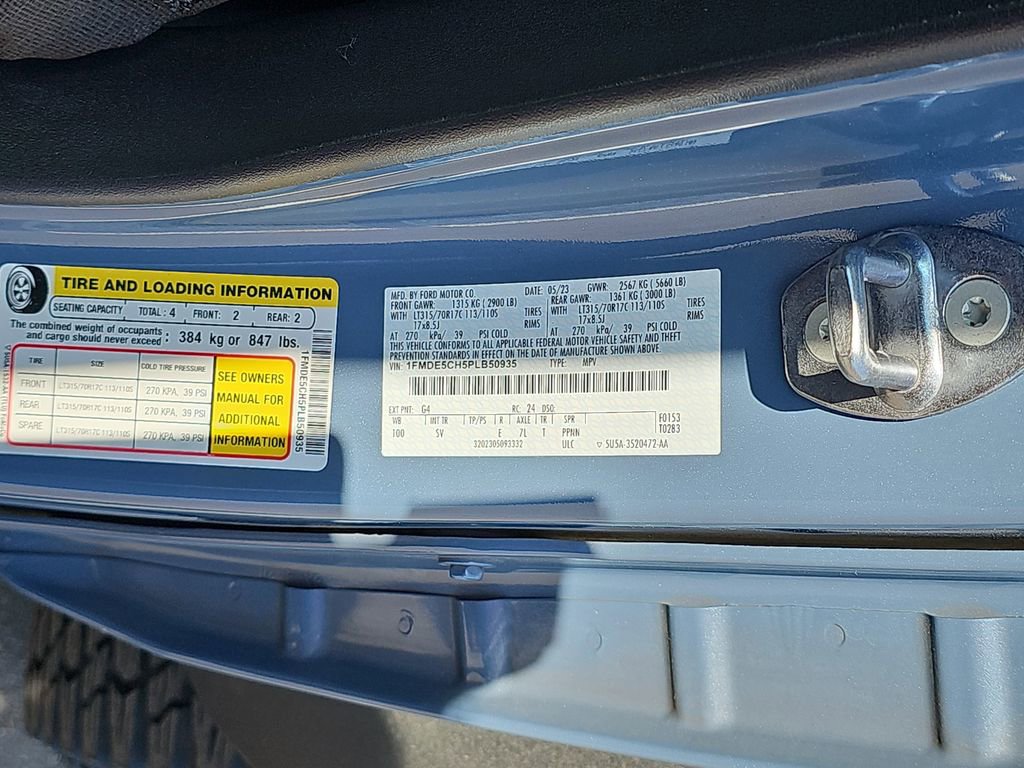 TIRE AND LOADING INFORMATION
SEATING CAPACITY TOTAL: 4 FRONT: 2 REAR: 2
The combined weight of occupants
and cargo should never exceed : 384 kg or 847 lbs.
TIRE SIZE COLD TIRE PRESSURE
FRONT LT315/70R17C 113/110S 270 KPA, 39 PSI
REAR LT315/70R17C 113/110S 270 KPA, 39 PSI
SPARE LT315/70R17C 113/110S 270 KPA, 39 PSI
SEE OWNERS
MANUAL FOR
ADDITIONAL
INFORMATION
1FMDE5CH5PLB50935
MFD. BY FORD MOTOR CO. DATE: 05/23 GVWR: 2567 KG ( 5660 LB)
FRONT GAWR: 1315 KG ( 2900 LB) REAR GAWR: 1361 KG ( 3000 LB)
WITH LT315/70R17C 113/110S TIRES WITH LT315/70R17C 113/110S TIRES
17x8.5J RIMS 17x8.5J RIMS
AT 270 kPa/ 39 PSI COLD AT 270 kPa/ 39 PSI COLD
THIS VEHICLE CONFORMS TO ALL APPLICABLE FEDERAL MOTOR VEHICLE SAFETY AND THEFT
PREVENTION STANDARDS IN EFFECT ON THE DATE OF MANUFACTURE SHOWN ABOVE.
VIN: 1FMDE5CH5PLB50935 TYPE: MPV
EXT PNT: G4 RC: 24 DSO:
WB INT TR TP/PS R AXLE TR SPR F0153
100 SV E 7L T PPNN T0283
3202305093332 ULC 5U5A-3520472-AA